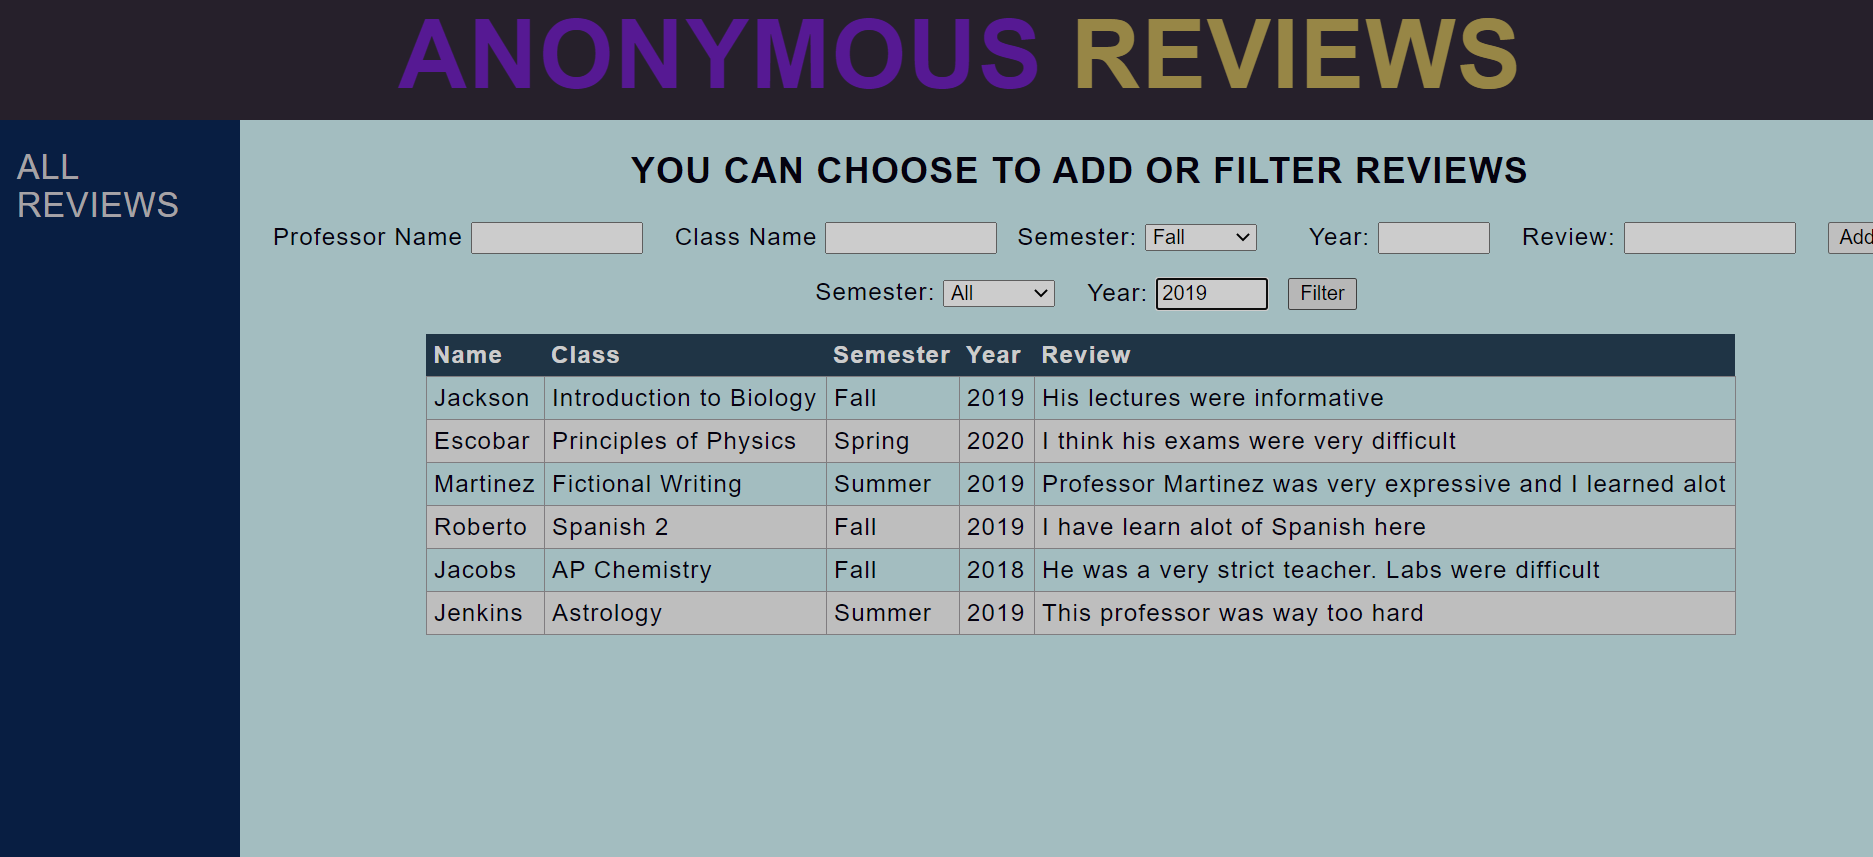 ANONYMOUS REVIEWS
ALL
REVIEWS
YOU CAN CHOOSE TO ADD OR FILTER REVIEWS
Professor Name Class Name Semester: Fall Year: Review: Add
Semester: All Year: 2019 Filter
Name Class Semester Year Review
Jackson Introduction to Biology Fall 2019 His lectures were informative
Escobar Principles of Physics Spring 2020 I think his exams were very difficult
Martinez Fictional Writing Summer 2019 Professor Martinez was very expressive and I learned alot
Roberto Spanish 2 Fall 2019 I have learn alot of Spanish here
Jacobs AP Chemistry Fall 2018 He was a very strict teacher. Labs were difficult
Jenkins Astrology Summer 2019 This professor was way too hard